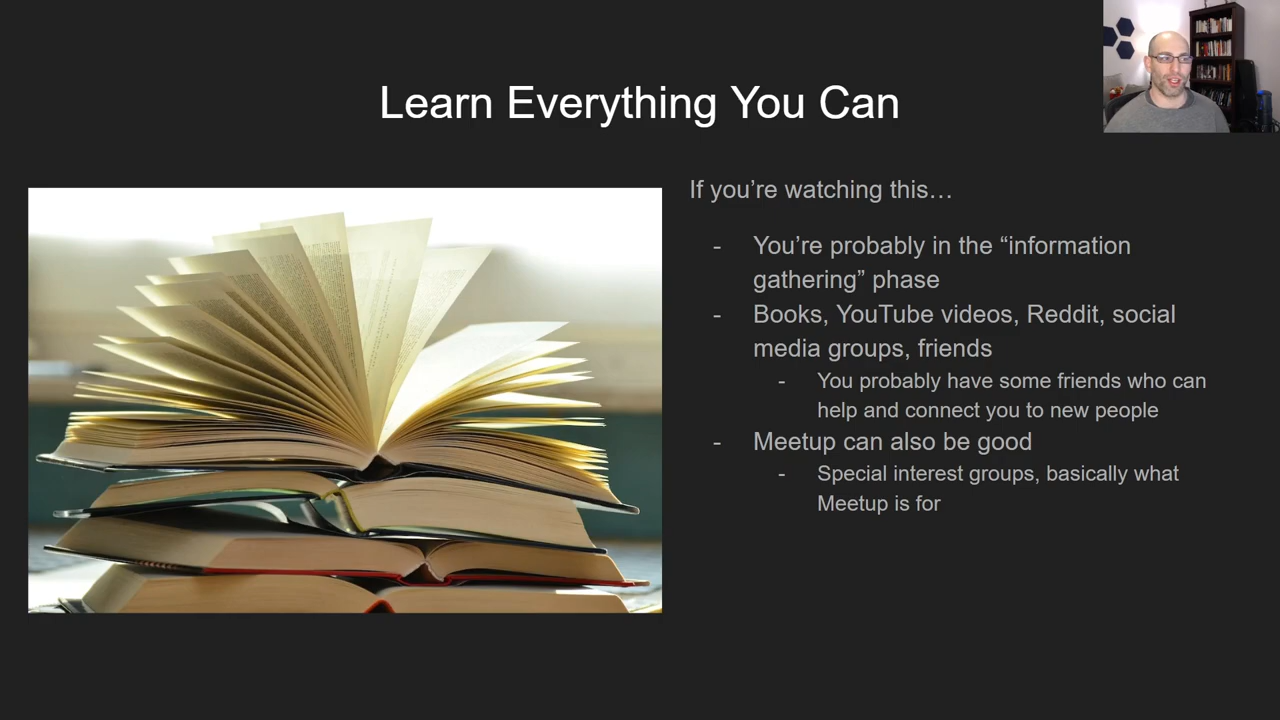 Learn Everything You Can
If you’re watching this…
- You’re probably in the “information
gathering” phase
- Books, YouTube videos, Reddit, social
media groups, friends
- You probably have some friends who can
help and connect you to new people
- Meetup can also be good
- Special interest groups, basically what
Meetup is for